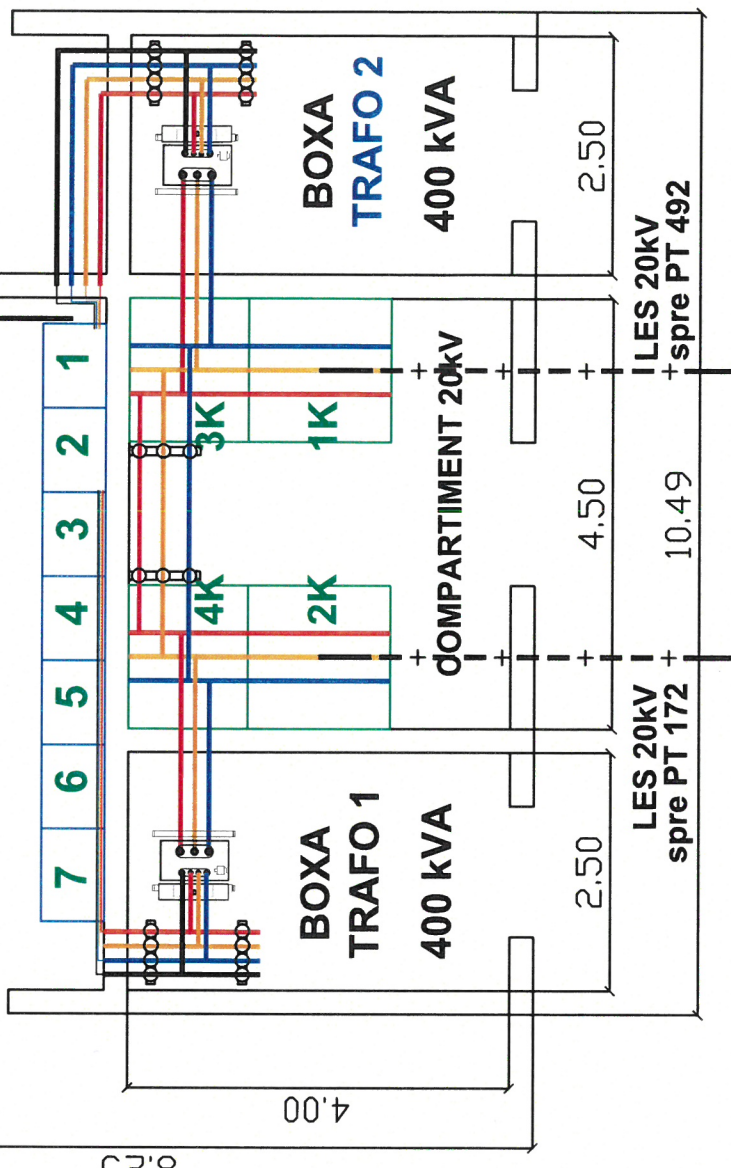 7 6 5 4 3 2 1
4K
3K
2K
1K
BOXA
TRAFO 1
400 kVA
COMPARTIMENT 20kV
BOXA
TRAFO 2
400 kVA
4.00
2.50
4.50
2.50
LES 20kV
spre PT 172
10.49
LES 20kV
spre PT 492